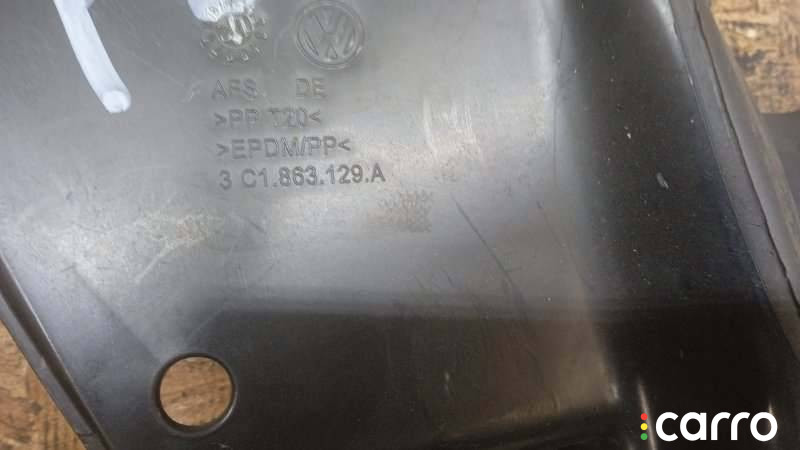 AFS. DE
>PP T20<
>EPDM/PP<
3 C1.863.129.A
carro